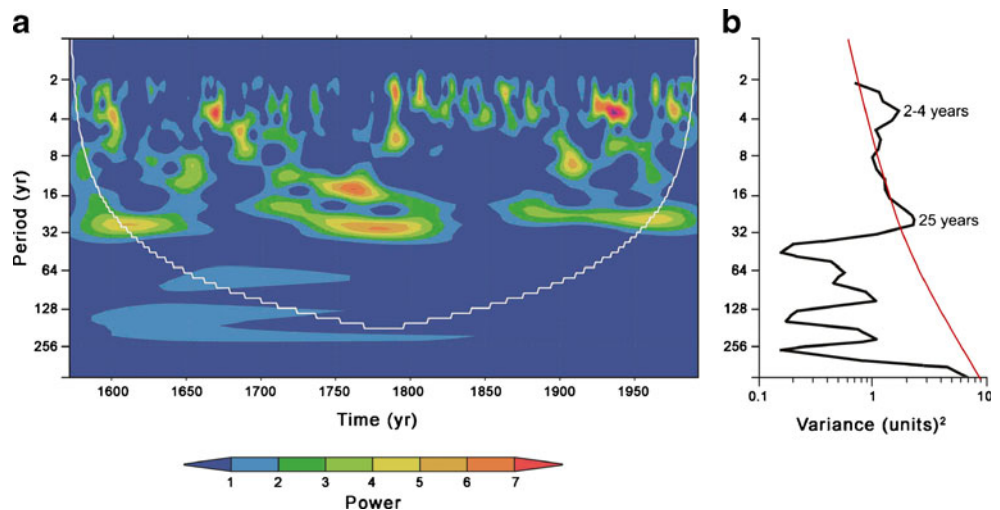 a
2
4
8
16
32
64
128
256
Period (yr)
1600 1650 1700 1750 1800 1850 1900 1950
Time (yr)
1 2 3 4 5 6 7
Power
b
2
4
8
16
32
64
128
256
2-4 years
25 years
0.1 1 10
Variance (units)²